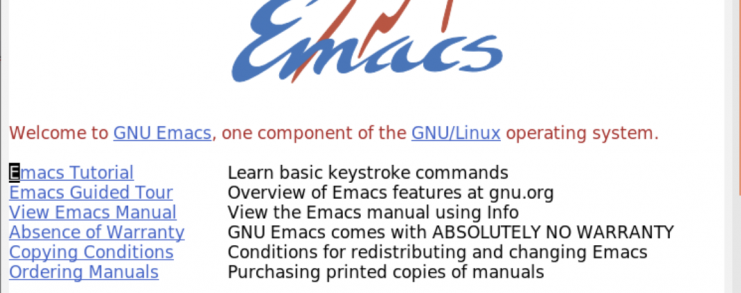 Emacs
Welcome to GNU Emacs, one component of the GNU/Linux operating system.
Emacs Tutorial Learn basic keystroke commands
Emacs Guided Tour Overview of Emacs features at gnu.org
View Emacs Manual View the Emacs manual using Info
Absence of Warranty GNU Emacs comes with ABSOLUTELY NO WARRANTY
Copying Conditions Conditions for redistributing and changing Emacs
Ordering Manuals Purchasing printed copies of manuals